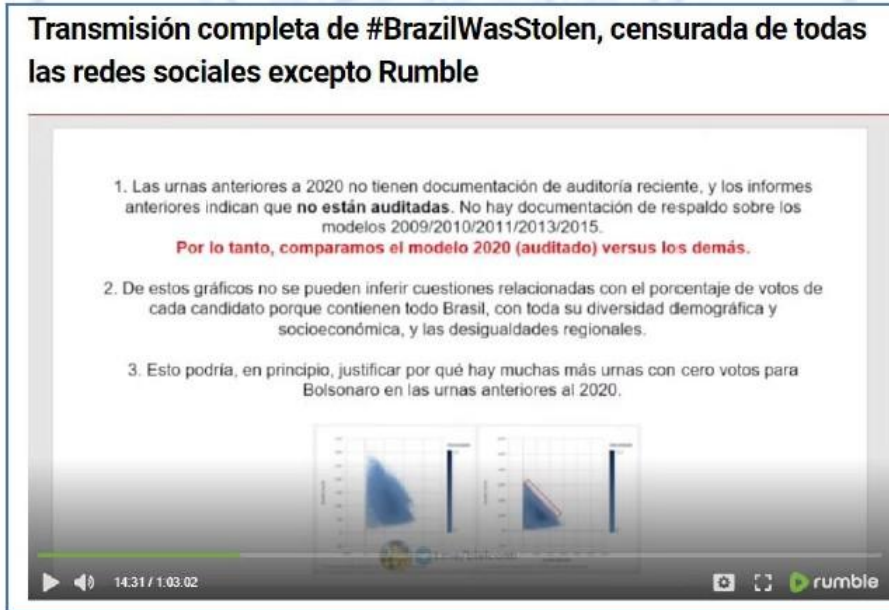 Transmisión completa de #BrazilWasStolen, censurada de todas
las redes sociales excepto Rumble
1. Las urnas anteriores a 2020 no tienen documentación de auditoría reciente, y los informes
anteriores indican que no están auditadas. No hay documentación de respaldo sobre los
modelos 2009/2010/2011/2013/2015.
Por lo tanto, comparamos el modelo 2020 (auditado) versus los demás.
2. De estos gráficos no se pueden inferir cuestiones relacionadas con el porcentaje de votos de
cada candidato porque contienen todo Brasil, con toda su diversidad demográfica y
socioeconómica, y las desigualdades regionales.
3. Esto podría, en principio, justificar por qué hay muchas más urnas con cero votos para
Bolsonaro en las urnas anteriores al 2020.
14:31 / 1:03:02
rumble